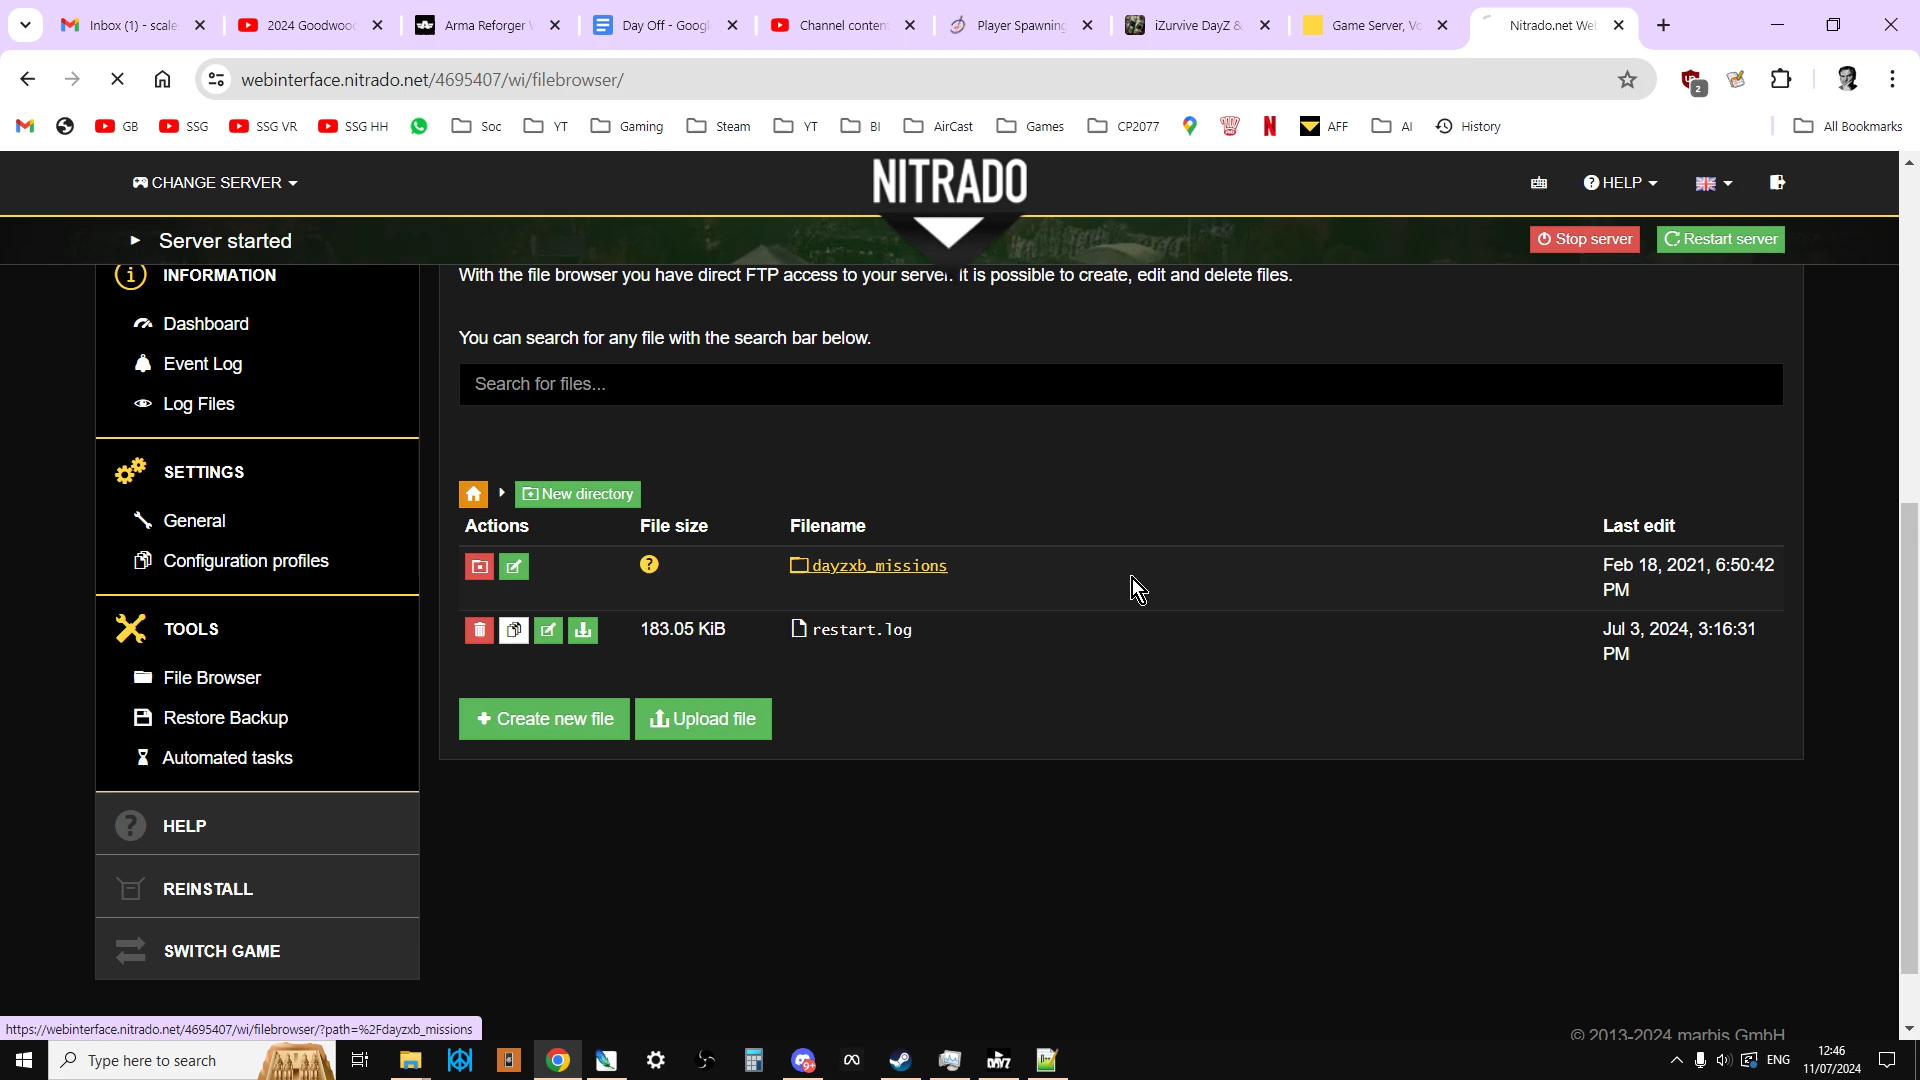 Inbox (1) - scale
2024 Goodwood
Arma Reforger
Day Off - Googl
Channel content
Player Spawning
iZurvive DayZ &
Game Server, Vo
Nitrado.net We
webinterface.nitrado.net/4695407/wi/filebrowser/
2
GB
SSG
SSG VR
SSG HH
Soc
YT
Gaming
Steam
YT
BI
AirCast
Games
CP2077
AFF
AI
History
All Bookmarks
CHANGE SERVER
NITRADO
HELP
Server started
Stop server
Restart server
INFORMATION
Dashboard
Event Log
Log Files
SETTINGS
General
Configuration profiles
TOOLS
File Browser
Restore Backup
Automated tasks
HELP
REINSTALL
SWITCH GAME
With the file browser you have direct FTP access to your server. It is possible to create, edit and delete files.
You can search for any file with the search bar below.
Search for files...
New directory
Actions
File size
Filename
Last edit
dayzxb_missions
Feb 18, 2021, 6:50:42
PM
183.05 KiB
restart.log
Jul 3, 2024, 3:16:31
PM
Create new file
Upload file
© 2013-2024 marbis GmbH
https://webinterface.nitrado.net/4695407/wi/filebrowser/?path=%2Fdayzxb_missions
Type here to search
9+
DAYZ
ENG
12:46
11/07/2024